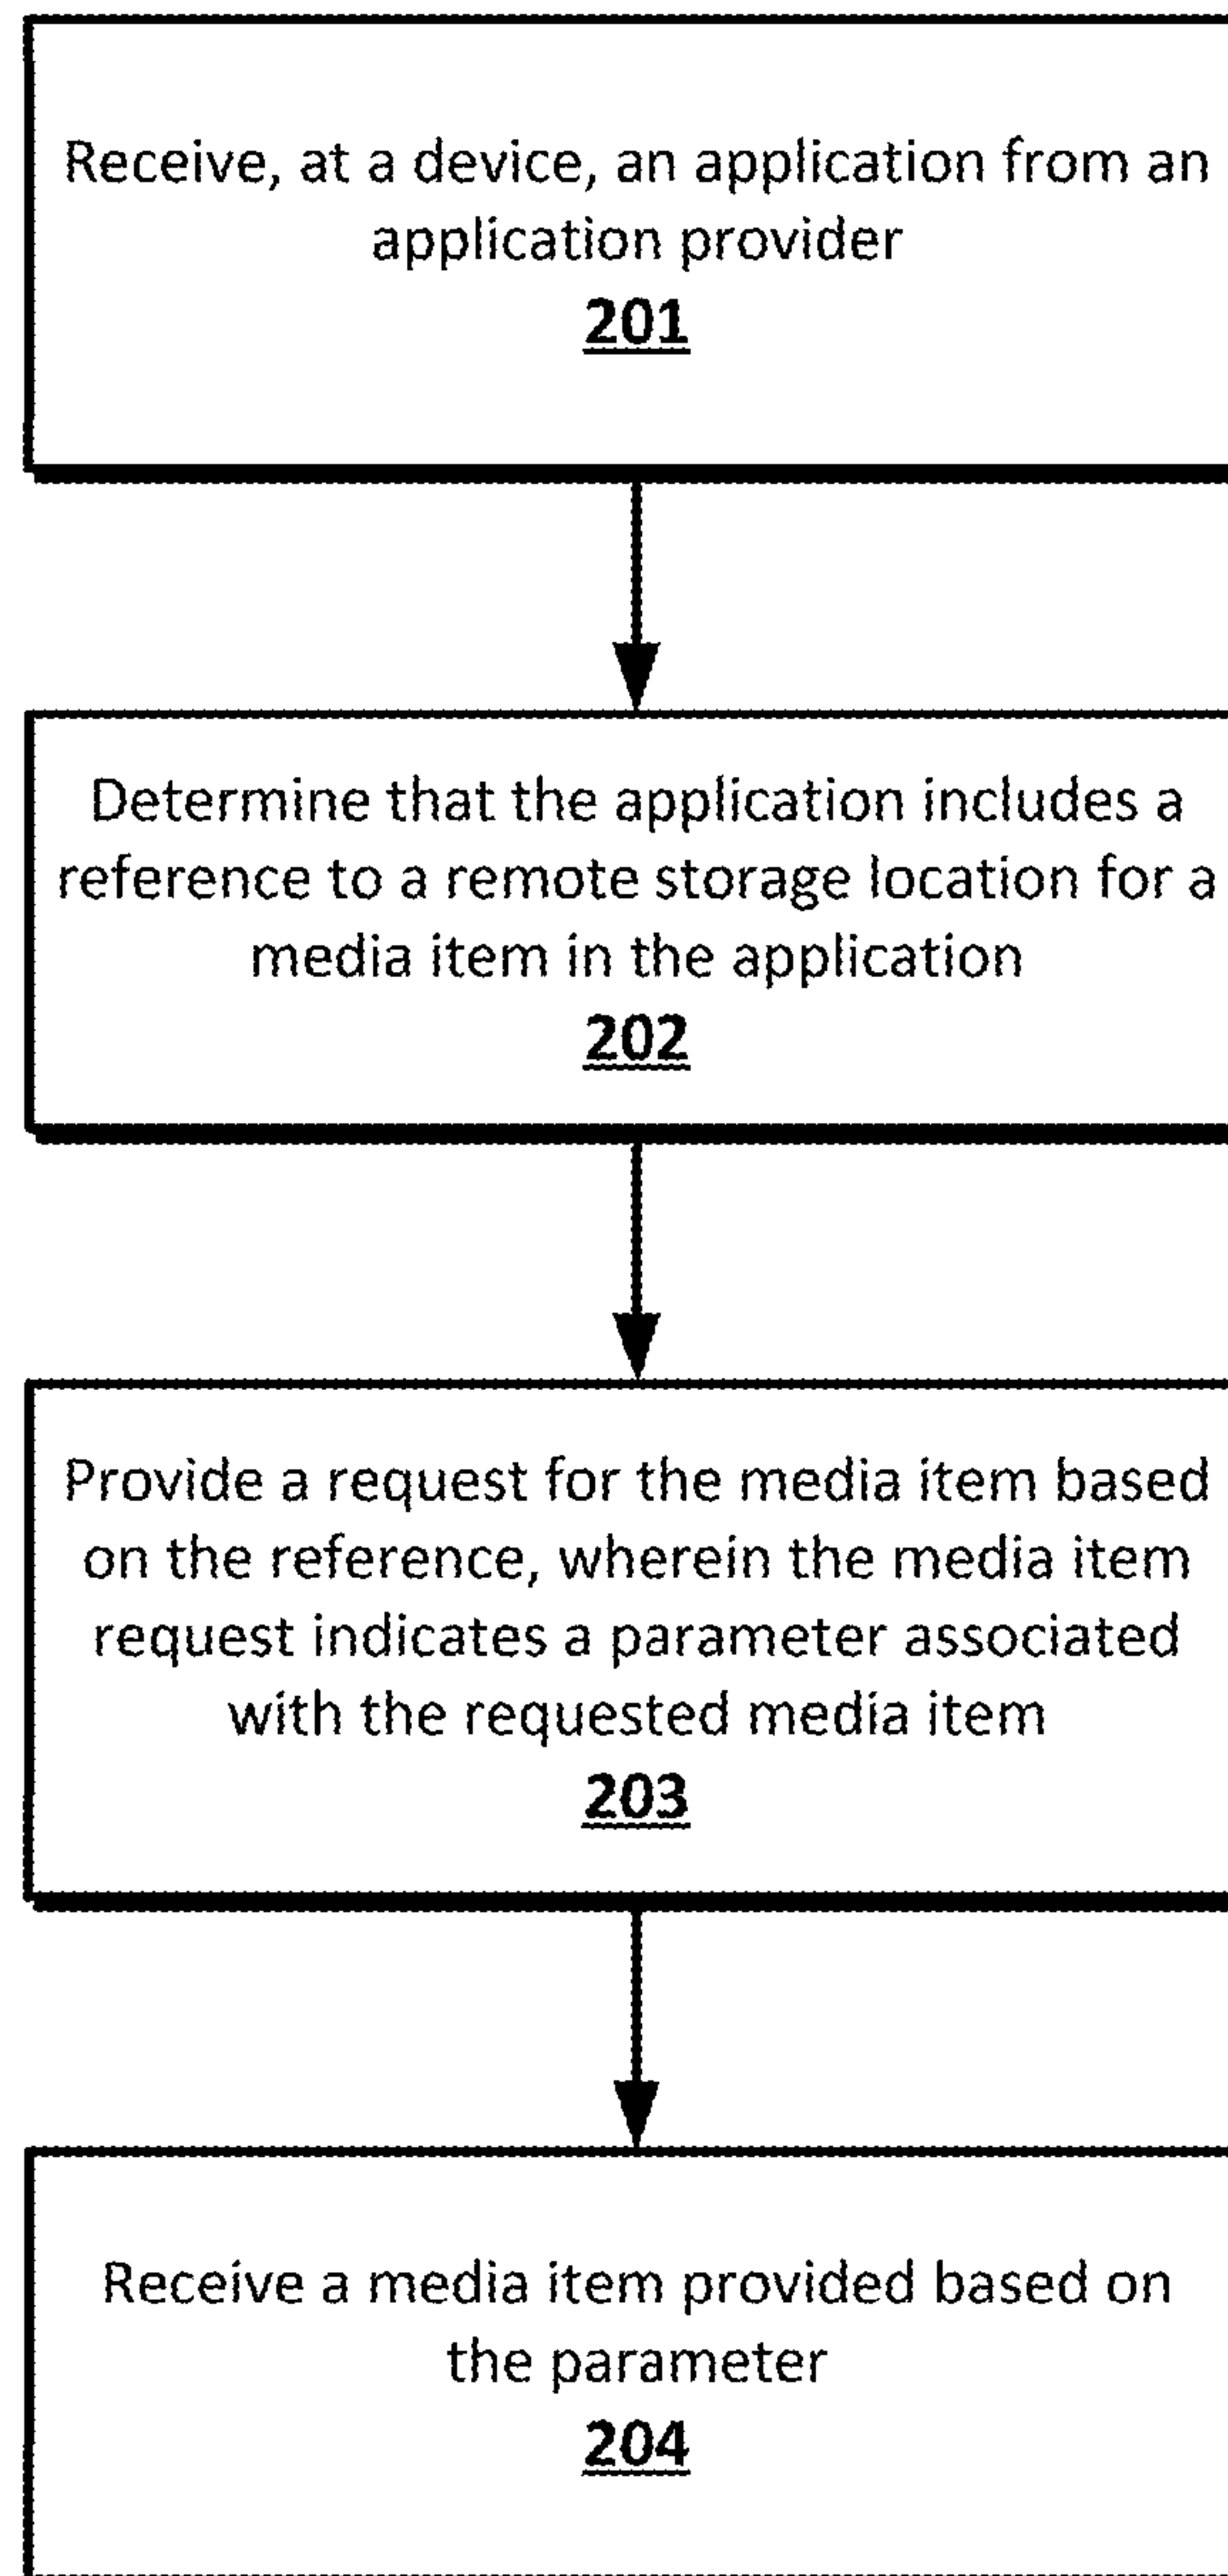 Receive, at a device, an application from an
application provider
201
Determine that the application includes a
reference to a remote storage location for a
media item in the application
202
Provide a request for the media item based
on the reference, wherein the media item
request indicates a parameter associated
with the requested media item
203
Receive a media item provided based on
the parameter
204